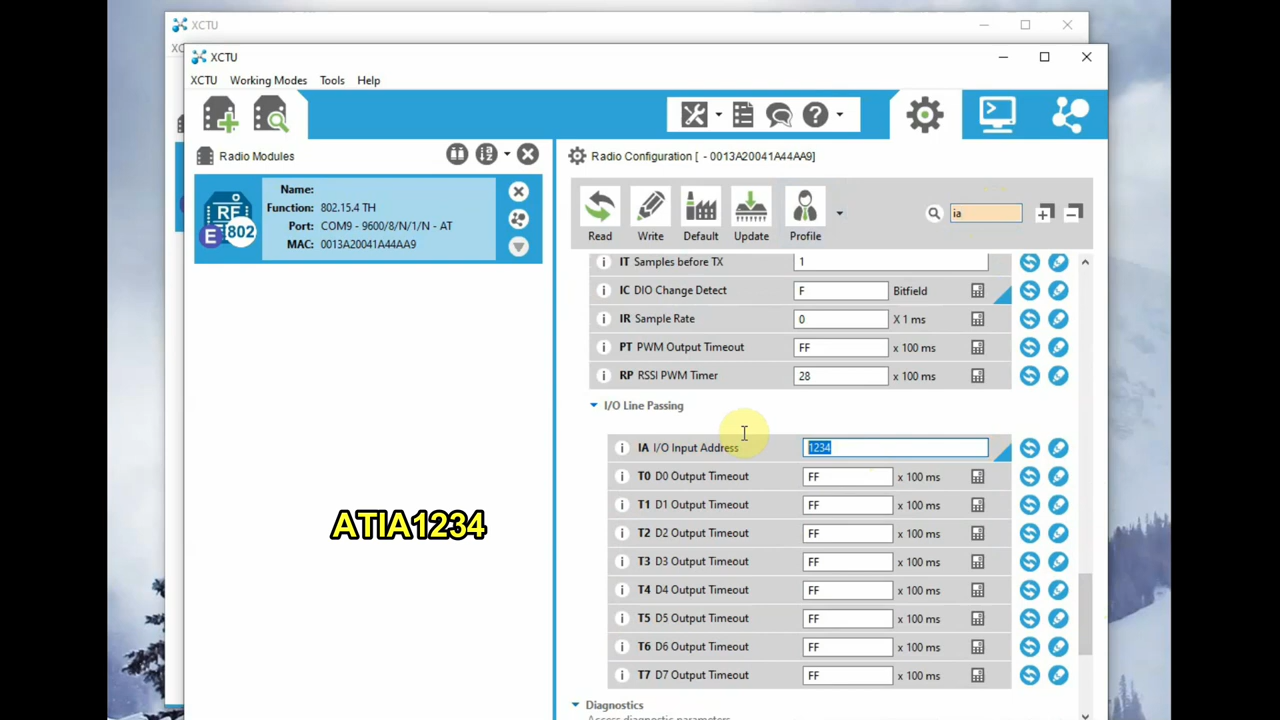 XCTU
XC
XCTU
XCTU Working Modes Tools Help
Radio Modules
Name:
Function: 802.15.4 TH
Port: COM9 - 9600/8/N/1/N - AT
MAC: 0013A20041A44AA9
RF
E 802
Radio Configuration [ - 0013A20041A44AA9]
Read Write Default Update Profile
ia
IT Samples before TX 1
IC DIO Change Detect F Bitfield
IR Sample Rate 0 X 1 ms
PT PWM Output Timeout FF x 100 ms
RP RSSI PWM Timer 28 x 100 ms
I/O Line Passing
IA I/O Input Address 1234
T0 D0 Output Timeout FF x 100 ms
T1 D1 Output Timeout FF x 100 ms
T2 D2 Output Timeout FF x 100 ms
T3 D3 Output Timeout FF x 100 ms
T4 D4 Output Timeout FF x 100 ms
T5 D5 Output Timeout FF x 100 ms
T6 D6 Output Timeout FF x 100 ms
T7 D7 Output Timeout FF x 100 ms
Diagnostics
Access diagnostic parameters
ATIA1234